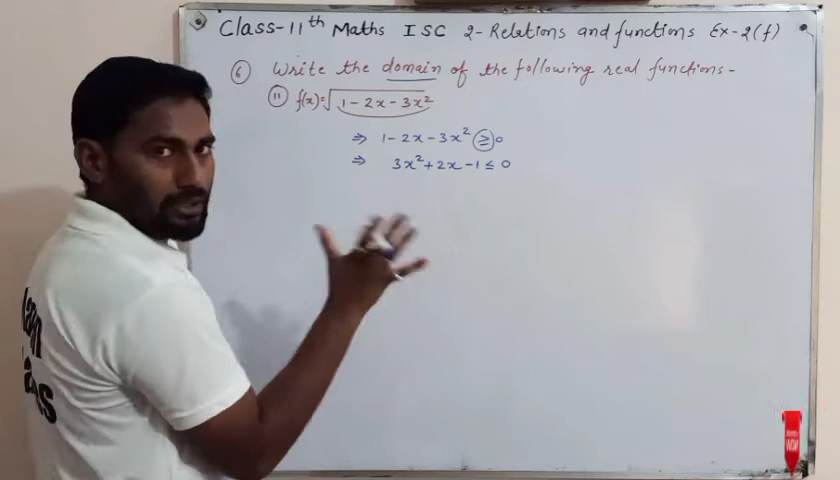 Class-11th Maths ISC 2-Relations and functions Ex-2(f)
⑥ Write the domain of the following real functions-
⑪ f(x)=√1-2x-3x²
⇒ 1-2x-3x² ≥ 0
⇒ 3x²+2x-1 ≤ 0